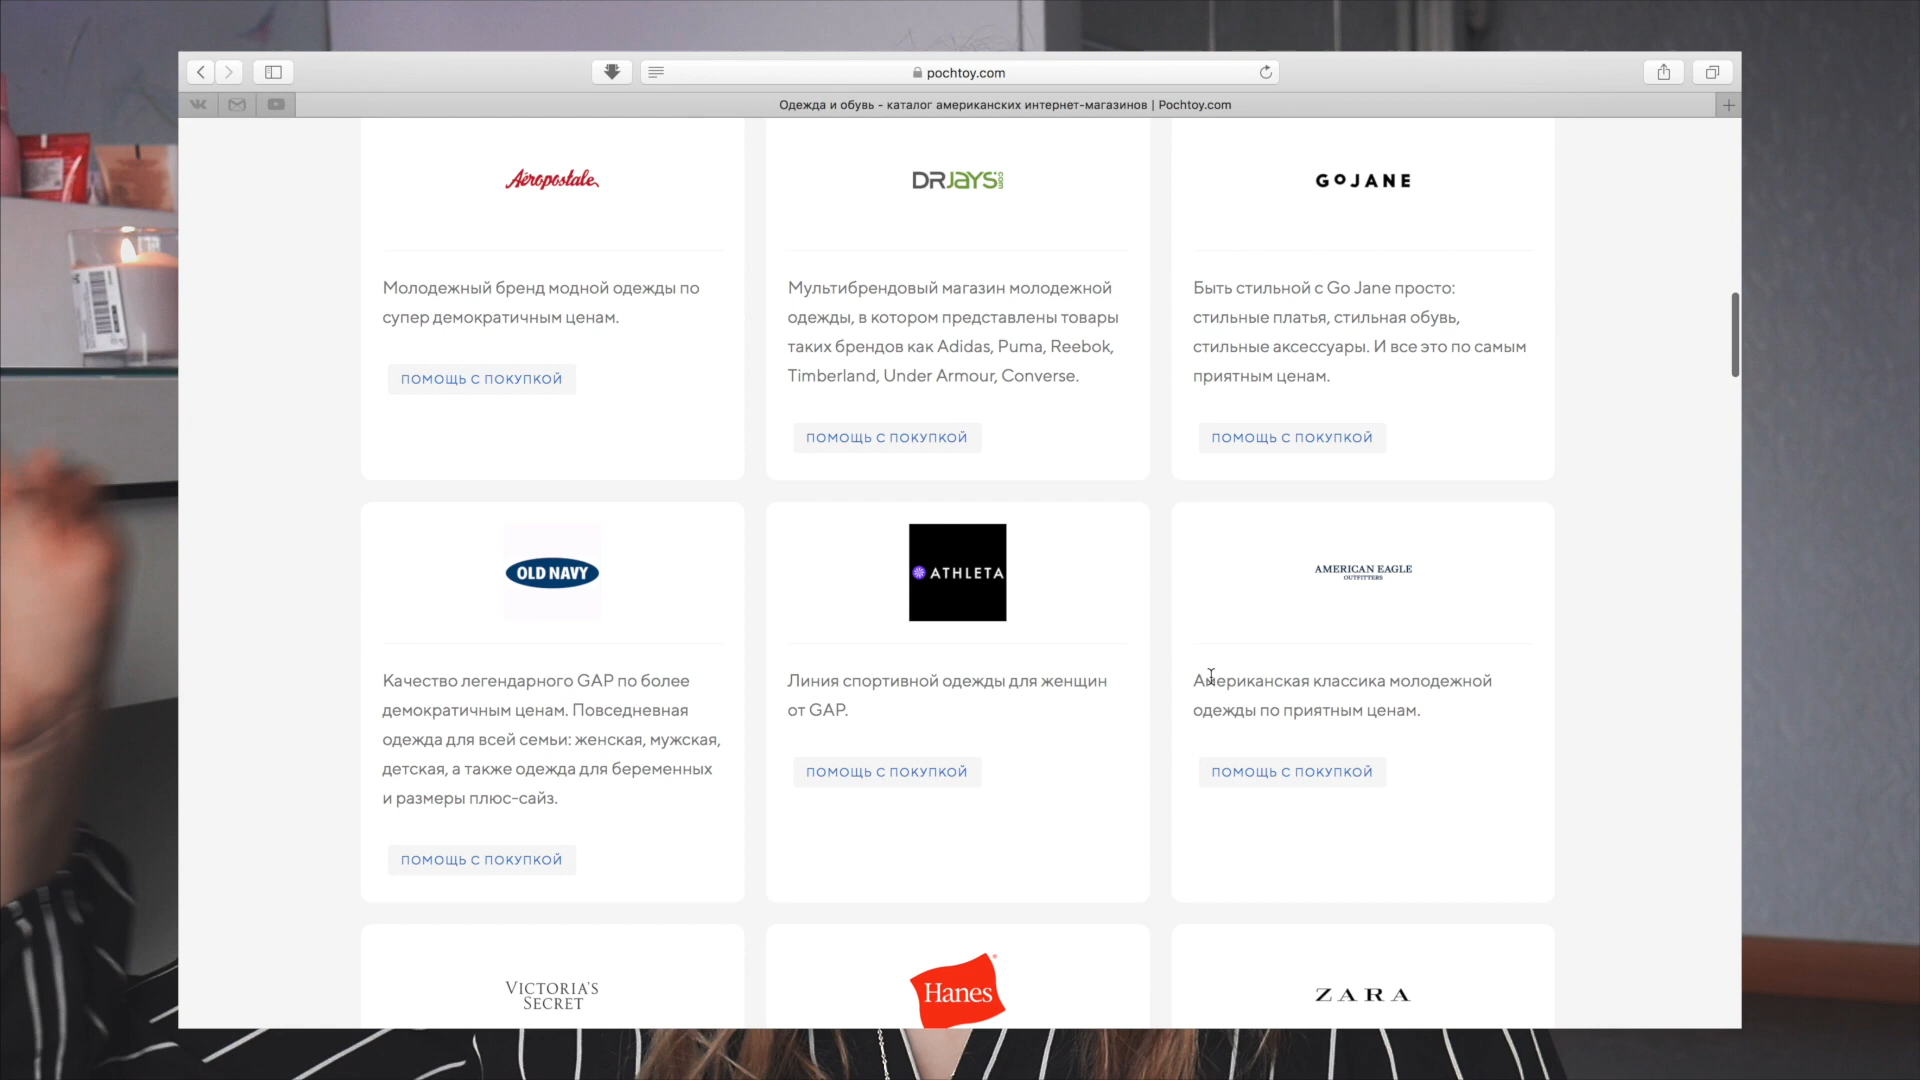 pochtoy.com
Одежда и обувь - каталог американских интернет-магазинов | Pochtoy.com
Aéropostale
DRJAYS.com
GOJANE
Молодежный бренд модной одежды по
супер демократичным ценам.
ПОМОЩЬ С ПОКУПКОЙ
Мультибрендовый магазин молодежной
одежды, в котором представлены товары
таких брендов как Adidas, Puma, Reebok,
Timberland, Under Armour, Converse.
ПОМОЩЬ С ПОКУПКОЙ
Быть стильной с Go Jane просто:
стильные платья, стильная обувь,
стильные аксессуары. И все это по самым
приятным ценам.
ПОМОЩЬ С ПОКУПКОЙ
OLD NAVY
ATHLETA
AMERICAN EAGLE
OUTFITTERS
Качество легендарного GAP по более
демократичным ценам. Повседневная
одежда для всей семьи: женская, мужская,
детская, а также одежда для беременных
и размеры плюс-сайз.
ПОМОЩЬ С ПОКУПКОЙ
Линия спортивной одежды для женщин
от GAP.
ПОМОЩЬ С ПОКУПКОЙ
Американская классика молодежной
одежды по приятным ценам.
ПОМОЩЬ С ПОКУПКОЙ
VICTORIA'S
SECRET
Hanes
ZARA